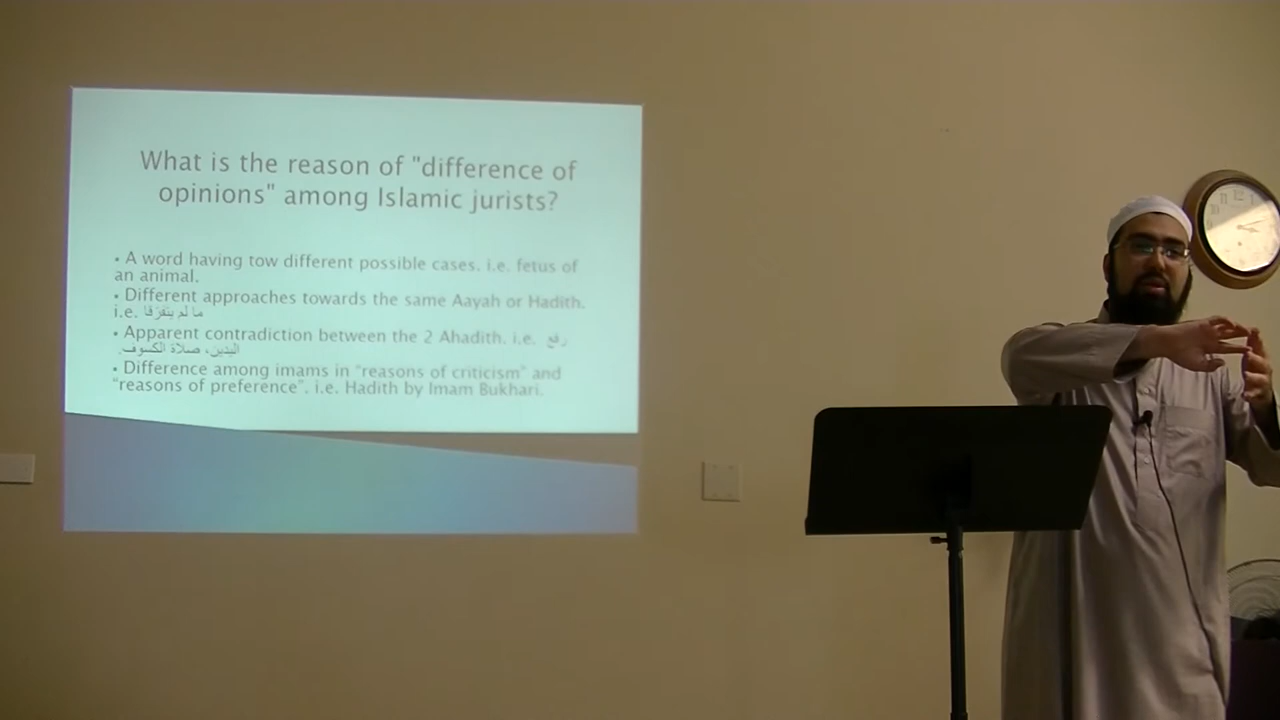 What is the reason of "difference of
opinions" among Islamic jurists?
• A word having tow different possible cases. i.e. fetus of
an animal.
• Different approaches towards the same Aayah or Hadith.
i.e. ما لم يتفرقا
• Apparent contradiction between the 2 Ahadith. i.e. رفع
اليدين، صلاة الكسوف.
• Difference among imams in "reasons of criticism" and
"reasons of preference". i.e. Hadith by Imam Bukhari.